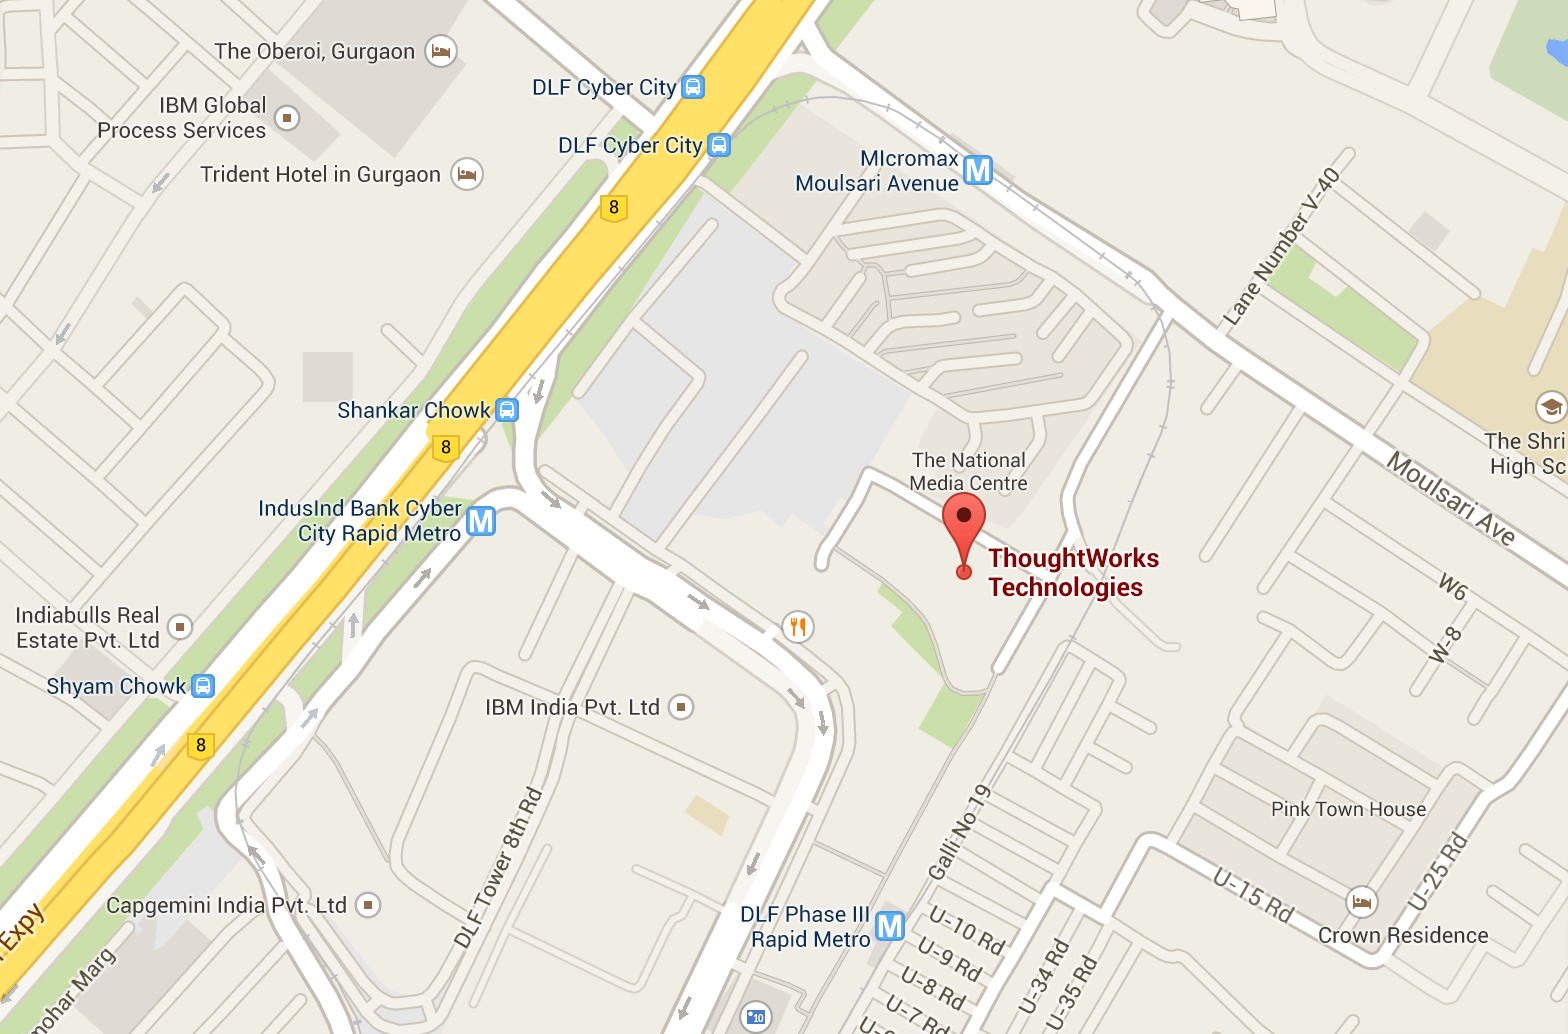 The Oberoi, Gurgaon
DLF Cyber City
IBM Global
Process Services
DLF Cyber City
Trident Hotel in Gurgaon
MIcromax
Moulsari Avenue
M
8
Lane Number V-40
Shankar Chowk
8
The Shri
High Sc
The National
Media Centre
Moulsari Ave
IndusInd Bank Cyber
City Rapid Metro
M
ThoughtWorks
Technologies
W6
W-8
Indiabulls Real
Estate Pvt. Ltd
Shyam Chowk
IBM India Pvt. Ltd
8
DLF Tower 8th Rd
Galli No-19
Pink Town House
U-15 Rd
U-25 Rd
Capgemini India Pvt. Ltd
DLF Phase III
Rapid Metro
M
Crown Residence
Expy
mohar Marg
U-10 Rd
U-9 Rd
U-8 Rd
U-7 Rd
U-34 Rd
U-35 Rd
10